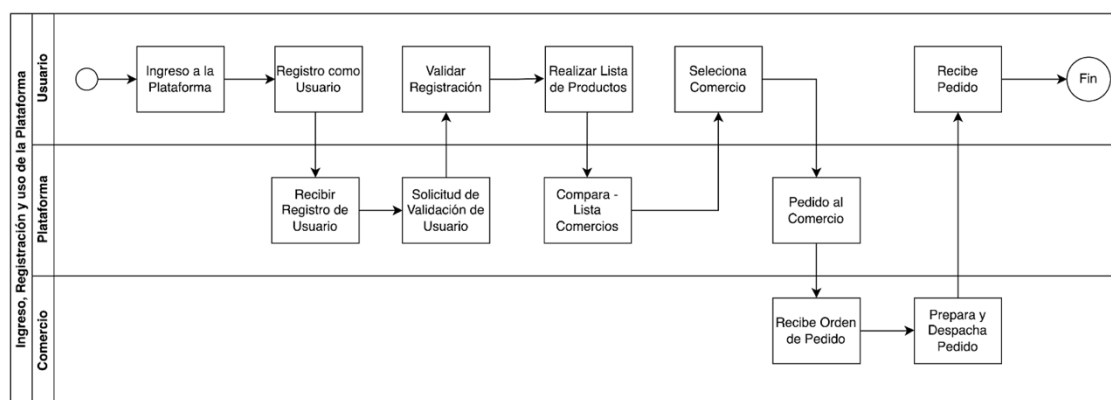 Ingreso, Registración y uso de la Plataforma
Usuario
Ingreso a la
Plataforma
Registro como
Usuario
Validar
Registración
Realizar Lista
de Productos
Selecciona
Comercio
Recibe
Pedido
Fin
Plataforma
Recibir
Registro de
Usuario
Solicitud de
Validación de
Usuario
Compara -
Lista
Comercios
Pedido al
Comercio
Comercio
Recibe Orden
de Pedido
Prepara y
Despacha
Pedido